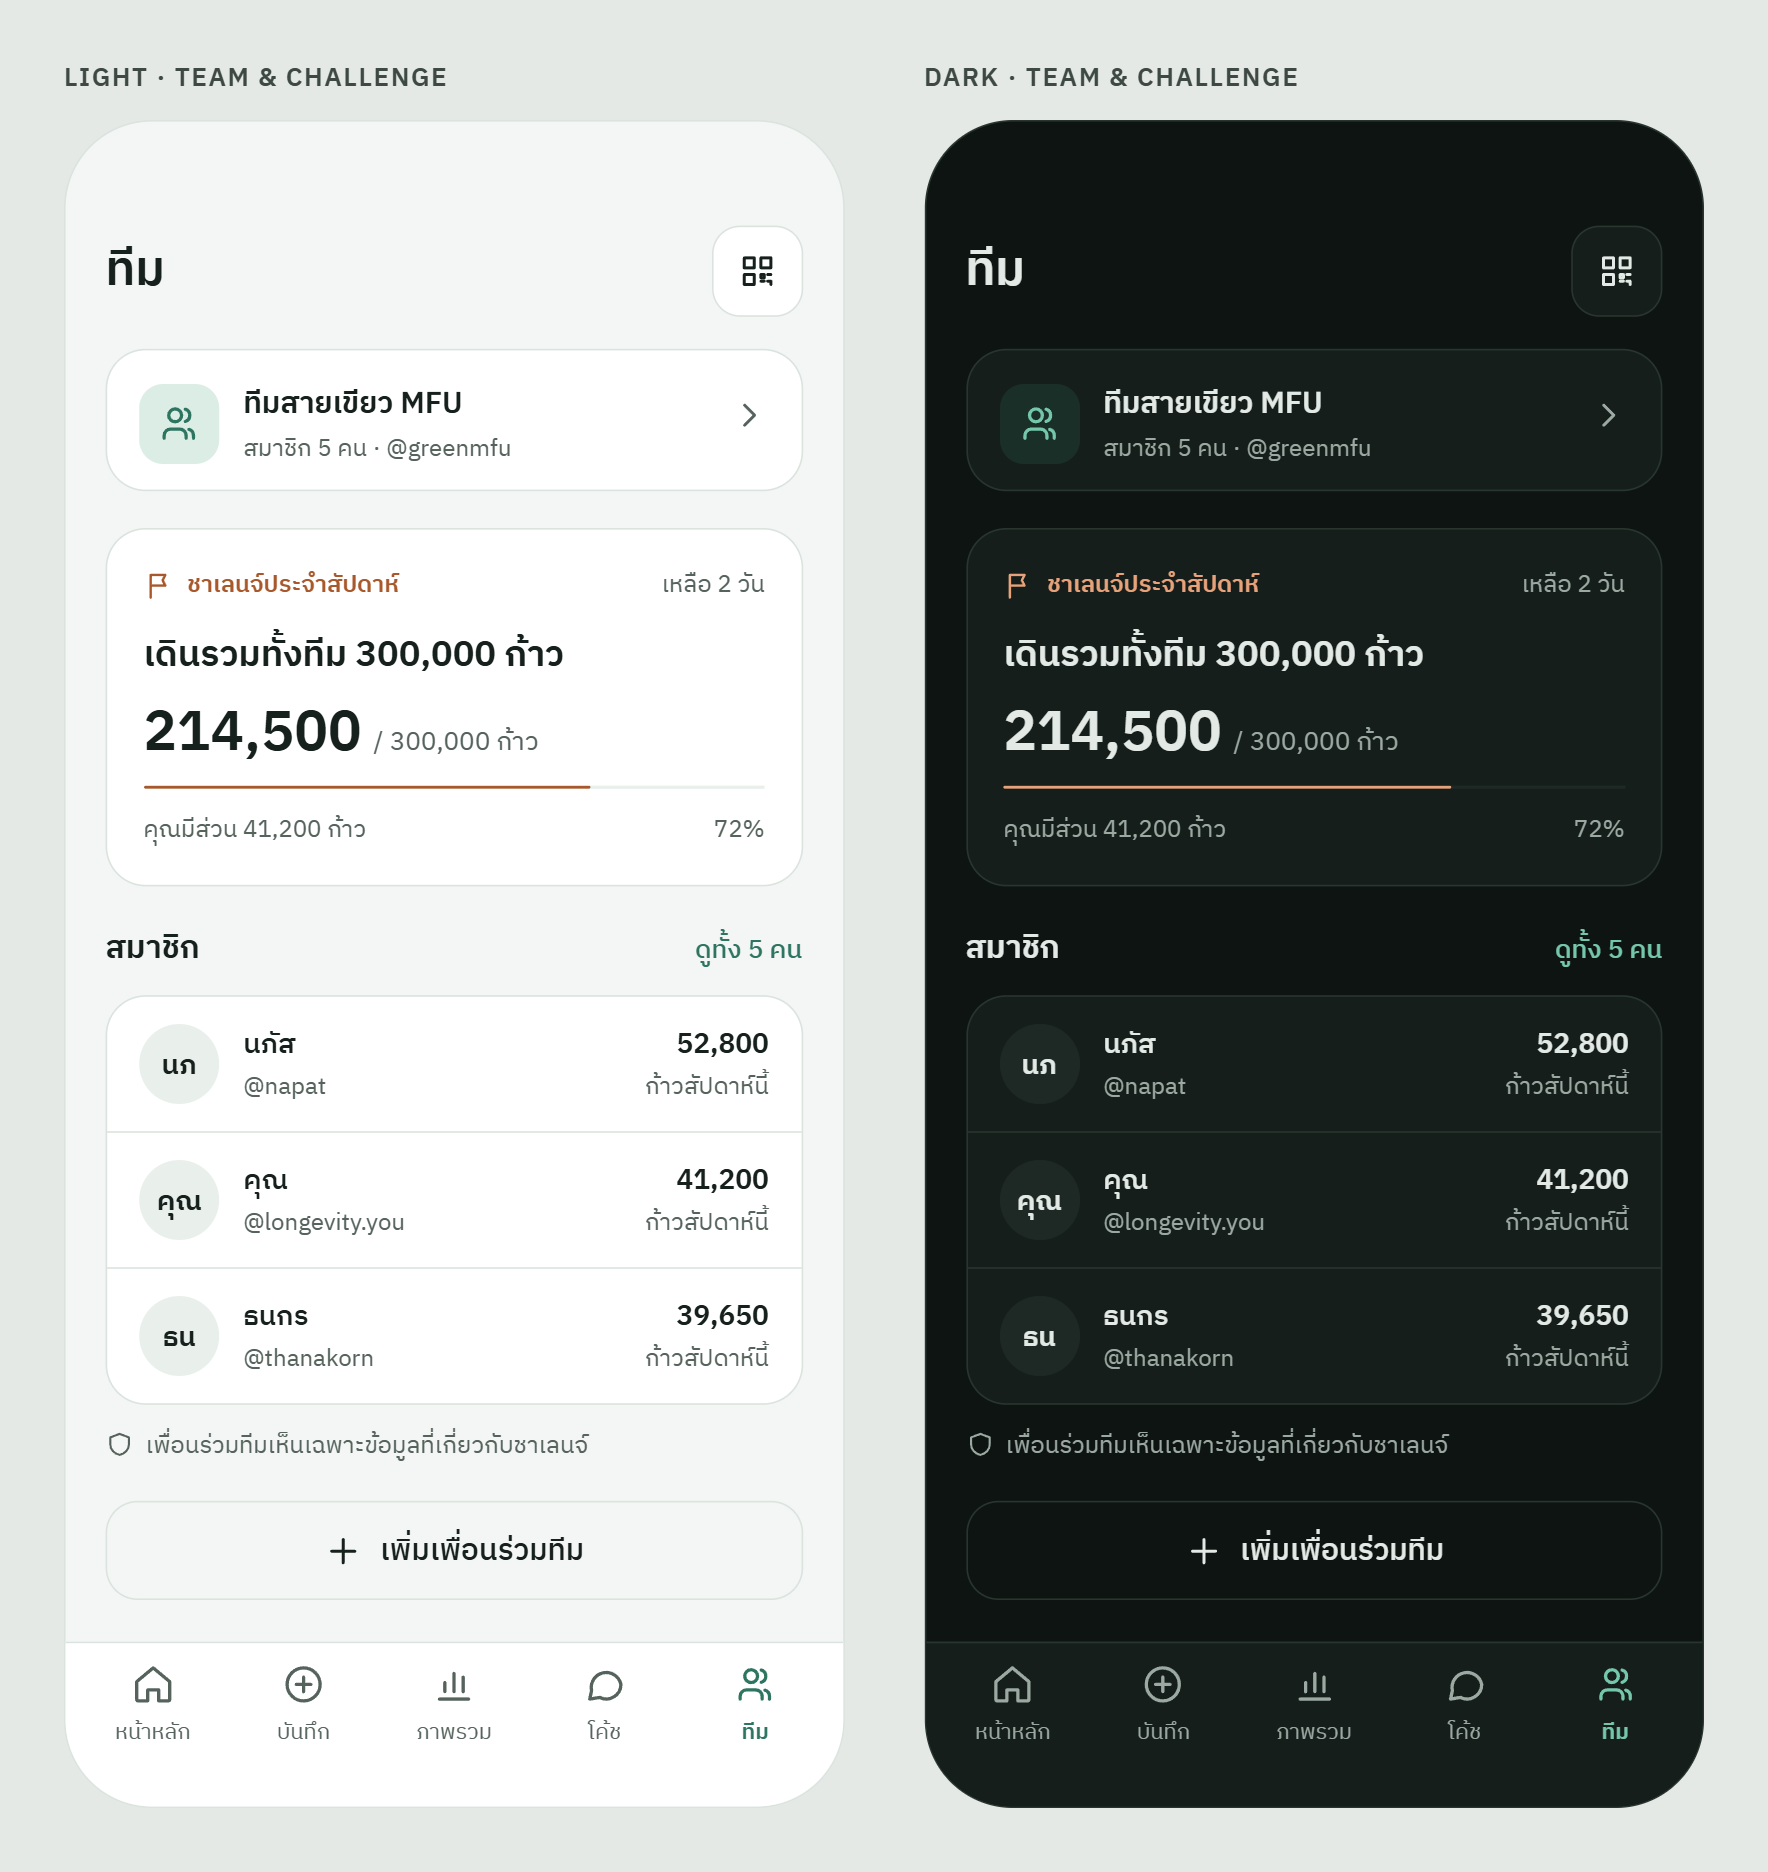 LIGHT · TEAM & CHALLENGE
ทีม
ทีมสายเขียว MFU
สมาชิก 5 คน · @greenmfu
ชาเลนจ์ประจำสัปดาห์
เหลือ 2 วัน
เดินรวมทั้งทีม 300,000 ก้าว
214,500 / 300,000 ก้าว
คุณมีส่วน 41,200 ก้าว
72%
สมาชิก
ดูทั้ง 5 คน
นภ
นภัส
@napat
52,800
ก้าวสัปดาห์นี้
คุณ
คุณ
@longevity.you
41,200
ก้าวสัปดาห์นี้
ธน
ธนกร
@thanakorn
39,650
ก้าวสัปดาห์นี้
เพื่อนร่วมทีมเห็นเฉพาะข้อมูลที่เกี่ยวกับชาเลนจ์
เพิ่มเพื่อนร่วมทีม
หน้าหลัก
บันทึก
ภาพรวม
โค้ช
ทีม
DARK · TEAM & CHALLENGE
ทีม
ทีมสายเขียว MFU
สมาชิก 5 คน · @greenmfu
ชาเลนจ์ประจำสัปดาห์
เหลือ 2 วัน
เดินรวมทั้งทีม 300,000 ก้าว
214,500 / 300,000 ก้าว
คุณมีส่วน 41,200 ก้าว
72%
สมาชิก
ดูทั้ง 5 คน
นภ
นภัส
@napat
52,800
ก้าวสัปดาห์นี้
คุณ
คุณ
@longevity.you
41,200
ก้าวสัปดาห์นี้
ธน
ธนกร
@thanakorn
39,650
ก้าวสัปดาห์นี้
เพื่อนร่วมทีมเห็นเฉพาะข้อมูลที่เกี่ยวกับชาเลนจ์
เพิ่มเพื่อนร่วมทีม
หน้าหลัก
บันทึก
ภาพรวม
โค้ช
ทีม